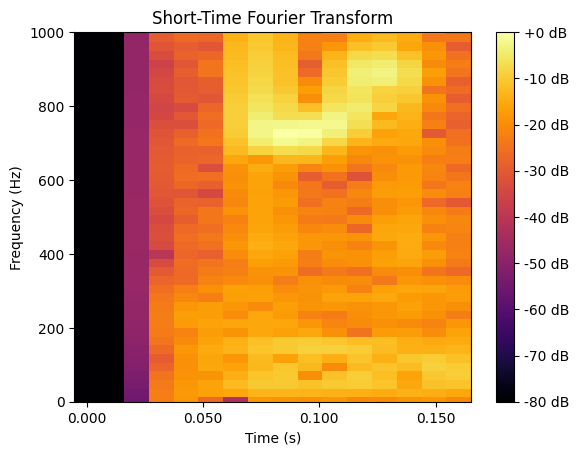 Short-Time Fourier Transform
1000
800
600
400
200
0
Frequency (Hz)
0.000
0.050
0.100
0.150
Time (s)
+0 dB
-10 dB
-20 dB
-30 dB
-40 dB
-50 dB
-60 dB
-70 dB
-80 dB